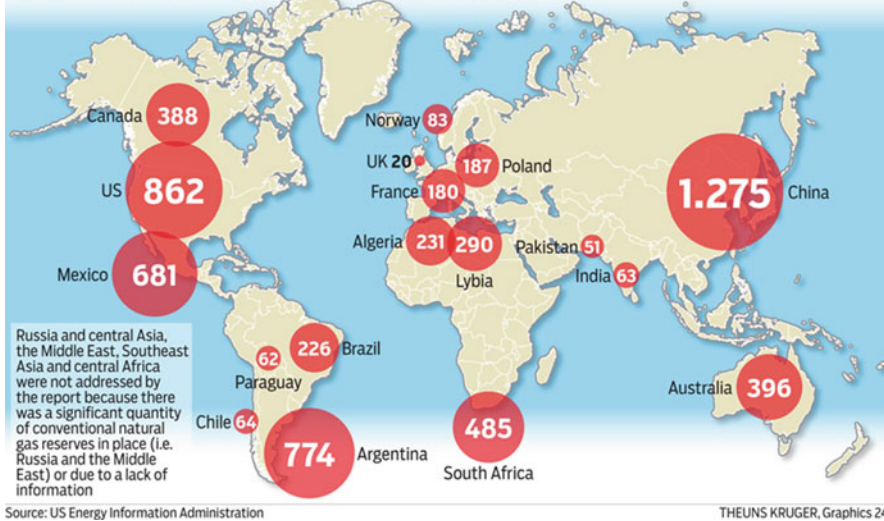 Canada 388
US 862
Mexico 681
Norway 83
UK 20
187 Poland
France 180
Algeria 231
290
Lybia
Pakistan 51
India 63
1.275 China
226 Brazil
62
Paraguay
Chile 64
774 Argentina
485
South Africa
Australia 396
Russia and central Asia,
the Middle East, Southeast
Asia and central Africa
were not addressed by
the report because there
was a significant quantity
of conventional natural
gas reserves in place (i.e.
Russia and the Middle
East) or due to a lack of
information
Source: US Energy Information Administration
THEUNS KRUGER, Graphics 24